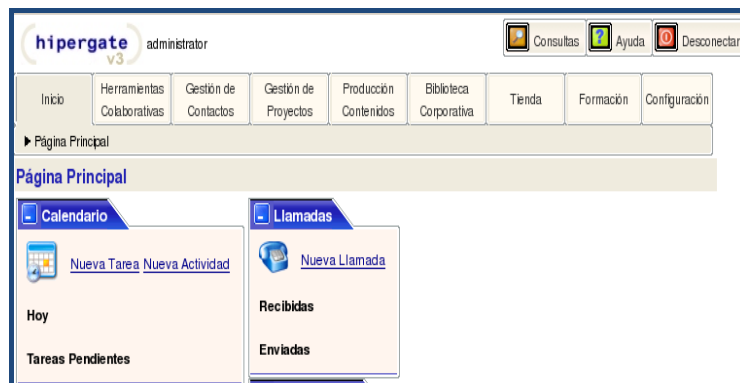 hipergate v3 administrator
Consultas Ayuda Desconectar
Inicio
Herramientas
Colaborativas
Gestión de
Contactos
Gestión de
Proyectos
Producción
Contenidos
Biblioteca
Corporativa
Tienda
Formación
Configuración
Página Principal
Página Principal
Calendario
Nueva Tarea Nueva Actividad
Hoy
Tareas Pendientes
Llamadas
Nueva Llamada
Recibidas
Enviadas